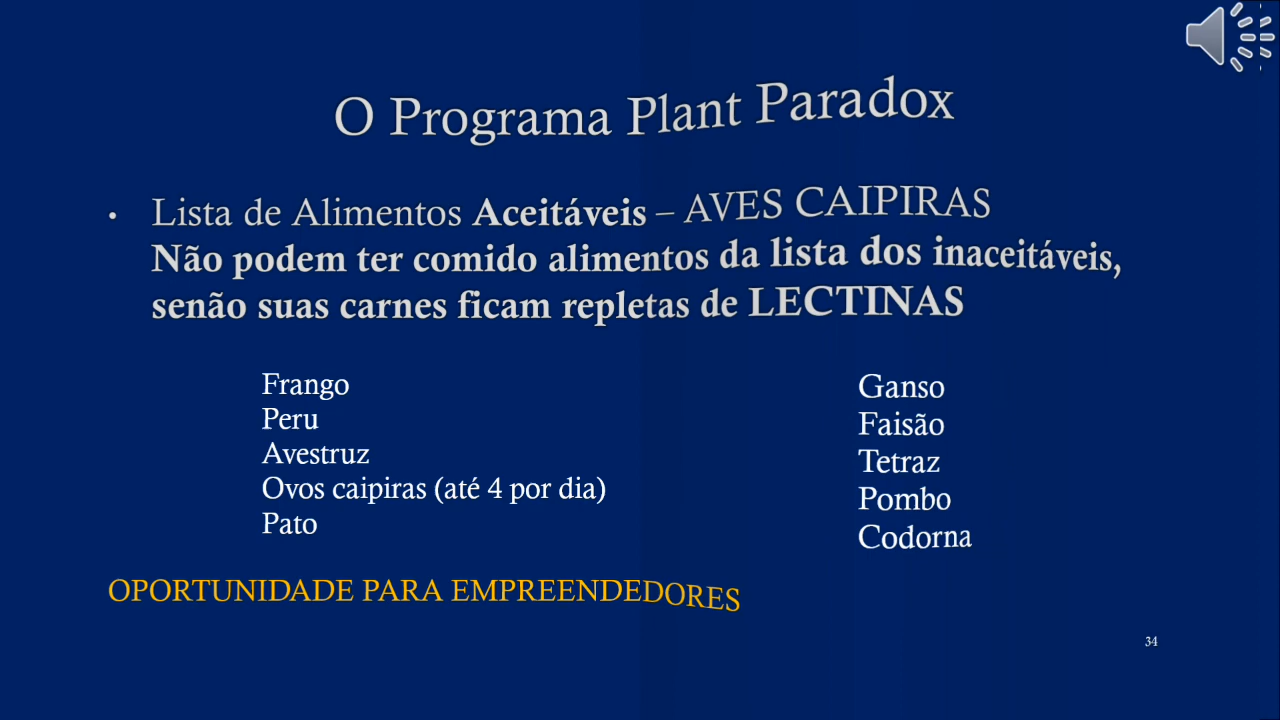 O Programa Plant Paradox
• Lista de Alimentos Aceitáveis – AVES CAIPIRAS
Não podem ter comido alimentos da lista dos inaceitáveis,
senão suas carnes ficam repletas de LECTINAS
Frango
Peru
Avestruz
Ovos caipiras (até 4 por dia)
Pato
Ganso
Faisão
Tetraz
Pombo
Codorna
OPORTUNIDADE PARA EMPREENDEDORES
34